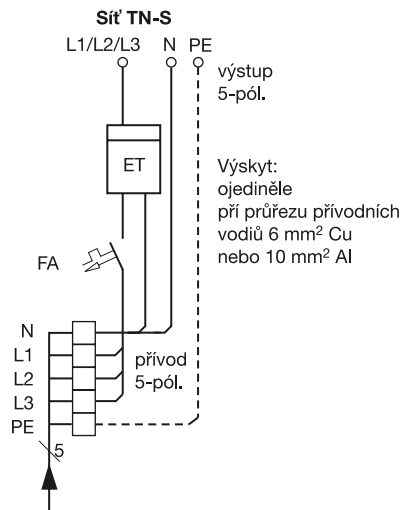 Síť TN-S
L1/L2/L3 N PE
výstup
5-pól.
ET
Výskyt:
ojediněle
pří průřezu přívodních
vodiů 6 mm² Cu
nebo 10 mm² Al
FA
N
L1
L2
L3
PE
přívod
5-pól.
5